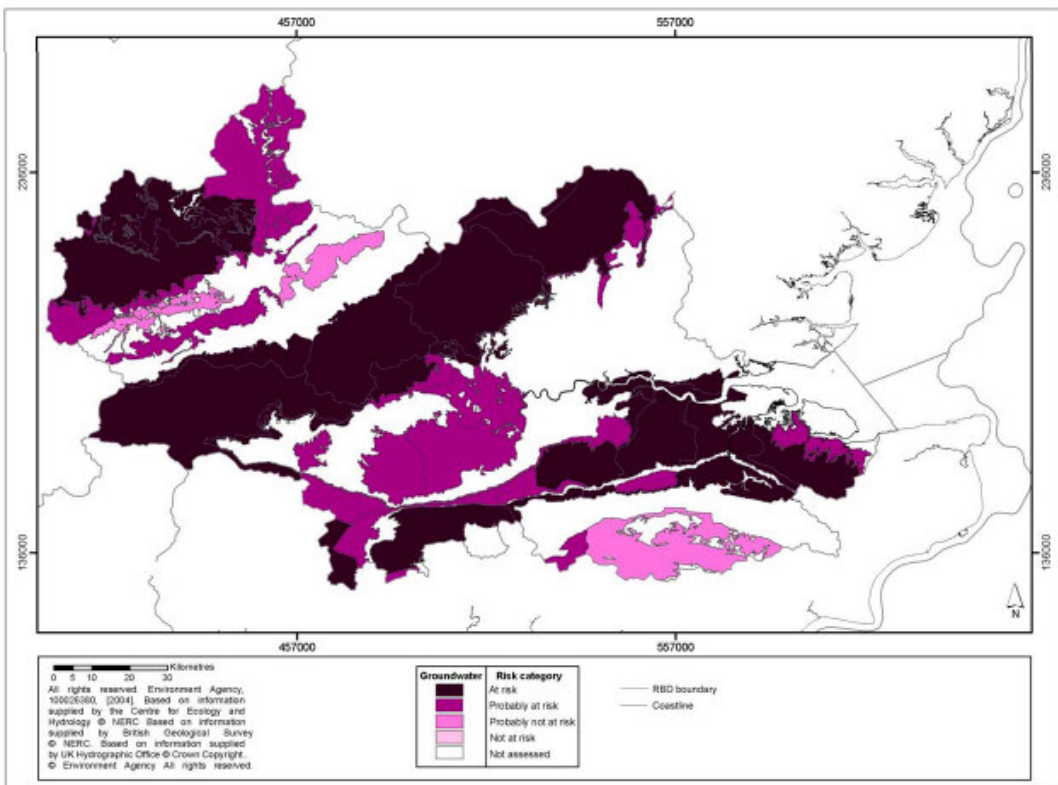 457000 557000
236000 236000
136000 136000
N
457000 557000
Kilometres
0 5 10 20 30
All rights reserved. Environment Agency,
100026380, [2004]. Based on information
supplied by the Centre for Ecology and
Hydrology © NERC Based on information
supplied by British Geological Survey
© NERC. Based on information supplied
by UK Hydrographic Office © Crown Copyright.
© Environment Agency All rights reserved.
Groundwater Risk category
At risk
Probably at risk
Probably not at risk
Not at risk
Not assessed
RBD boundary
Coastline